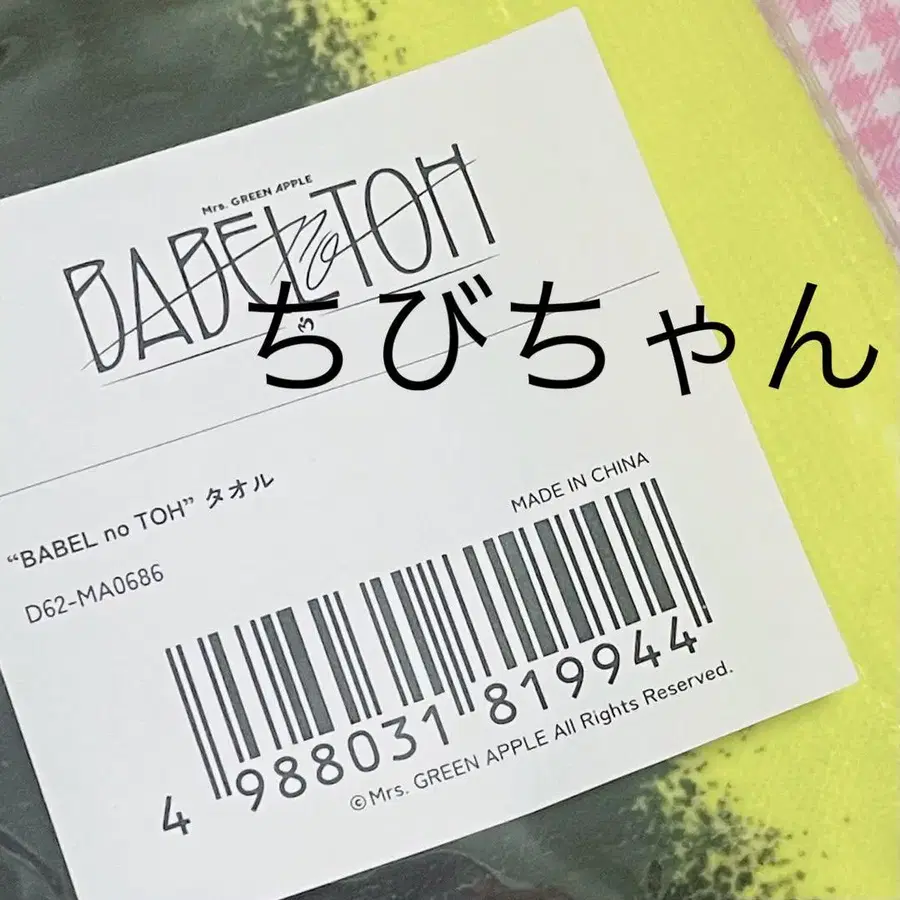 Mrs. GREEN APPLE
BABEL no TOH
ちびちゃん
“BABEL no TOH” タオル
D62-MA0686
MADE IN CHINA
4 988031 819944
©Mrs. GREEN APPLE All Rights Reserved.